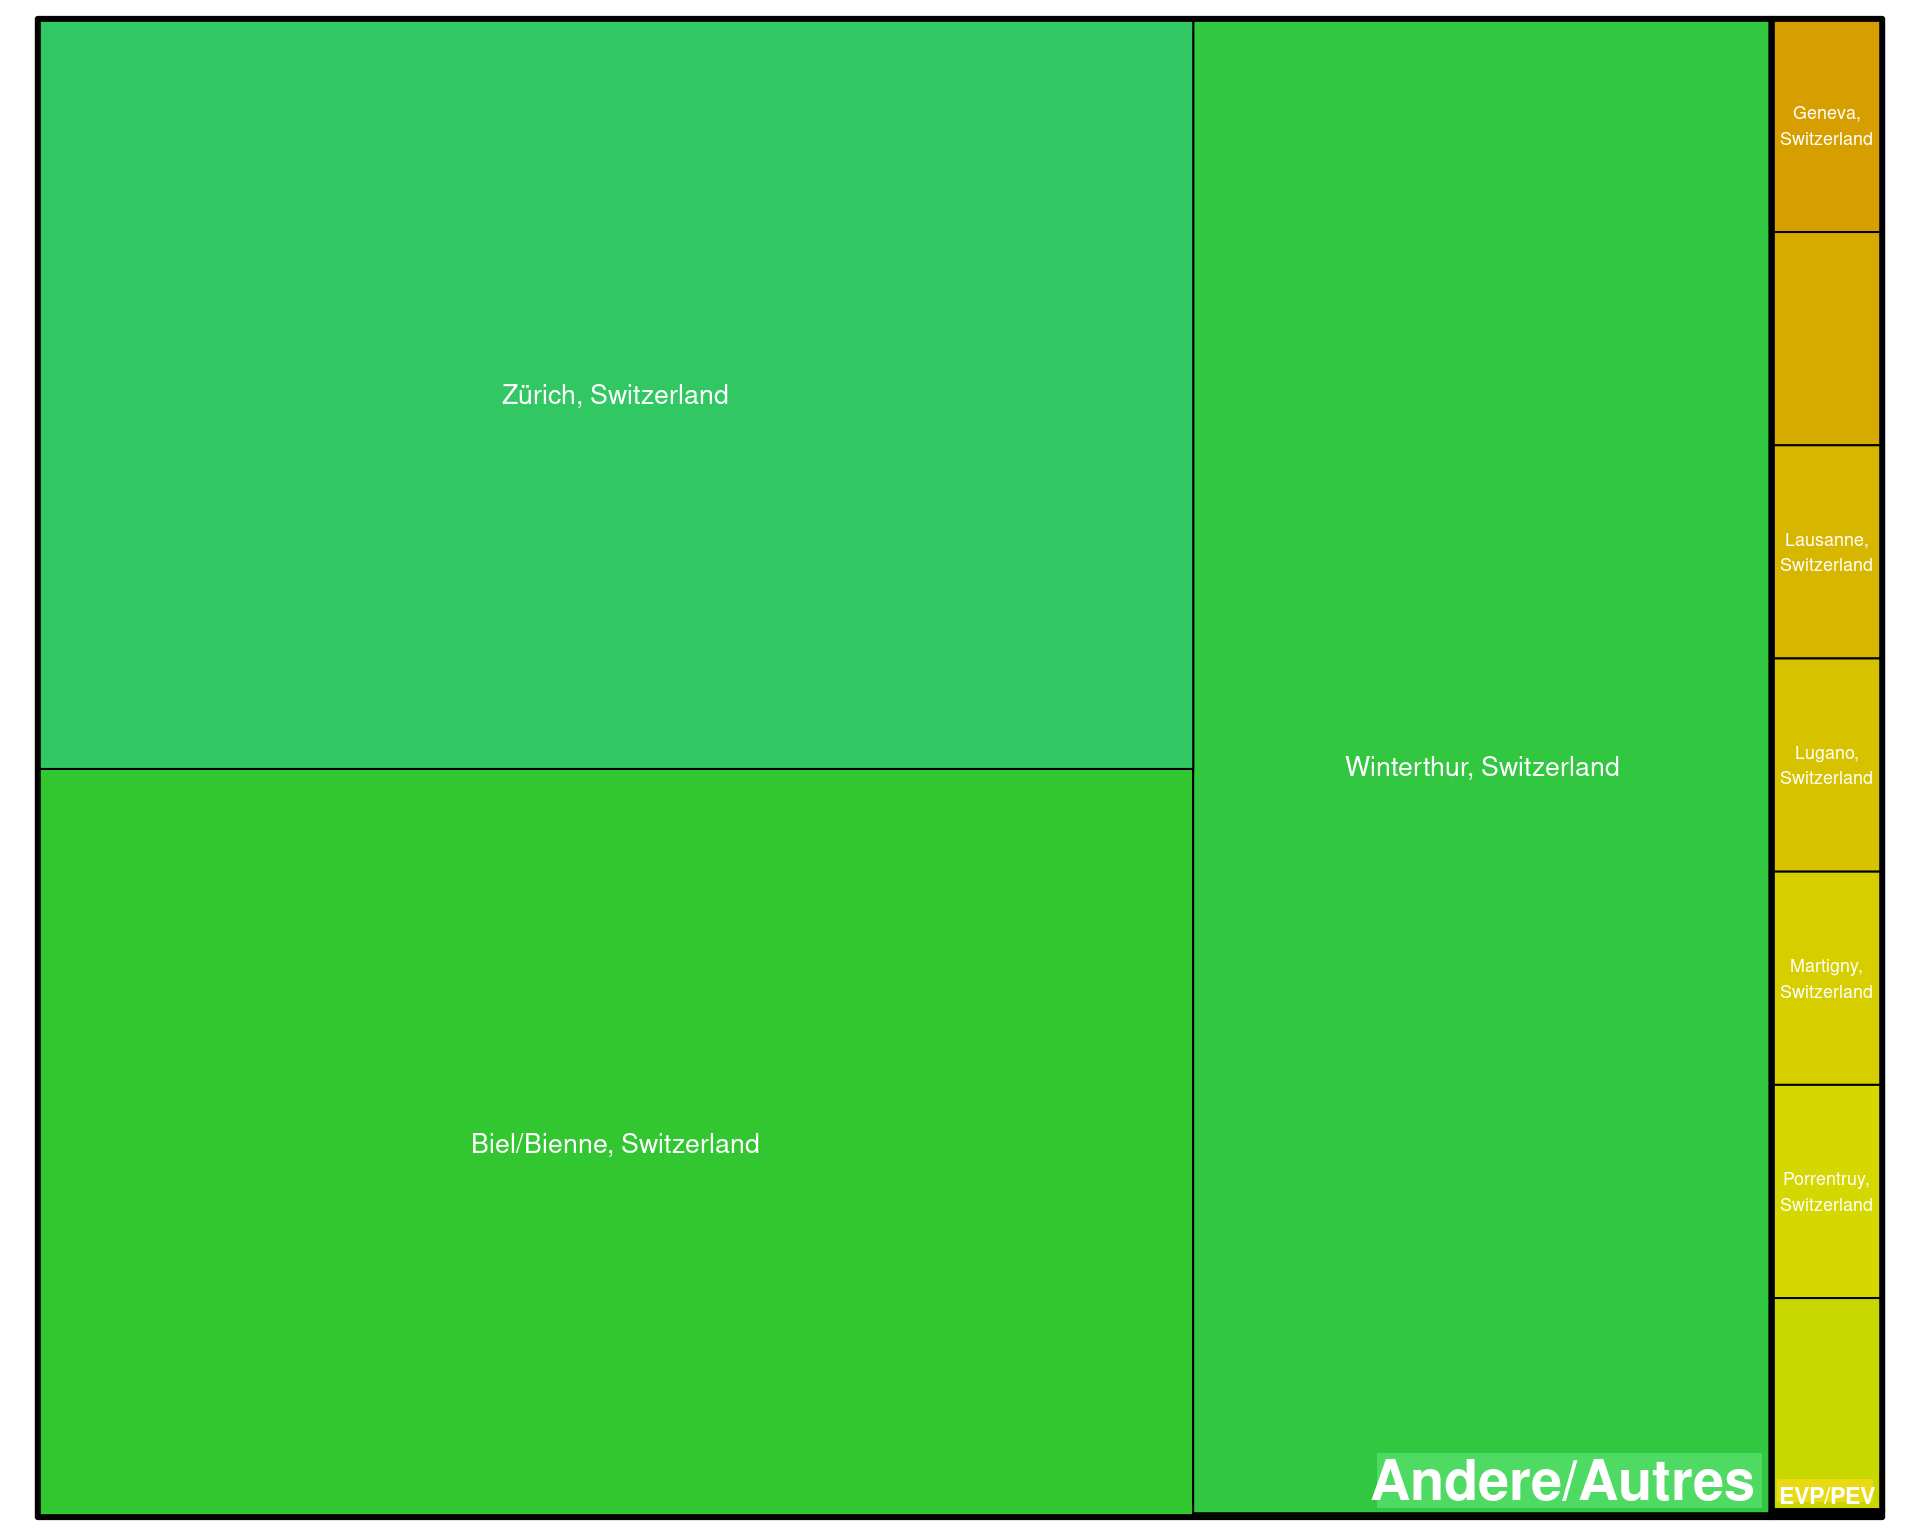 Zürich, Switzerland
Biel/Bienne, Switzerland
Winterthur, Switzerland
Andere/Autres
Geneva,
Switzerland
Lausanne,
Switzerland
Lugano,
Switzerland
Martigny,
Switzerland
Porrentruy,
Switzerland
EVP/PEV